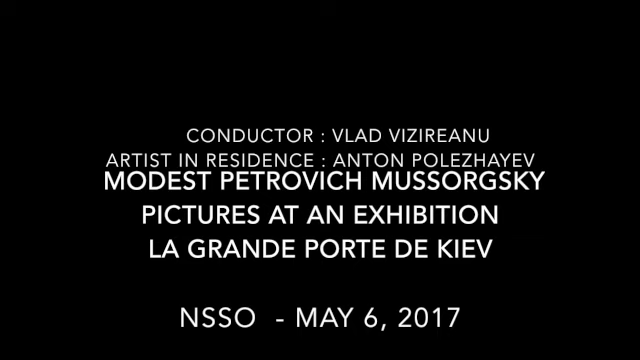 CONDUCTOR : VLAD VIZIREANU
ARTIST IN RESIDENCE : ANTON POLEZHAYEV
MODEST PETROVICH MUSSORGSKY
PICTURES AT AN EXHIBITION
LA GRANDE PORTE DE KIEV
NSSO - MAY 6, 2017